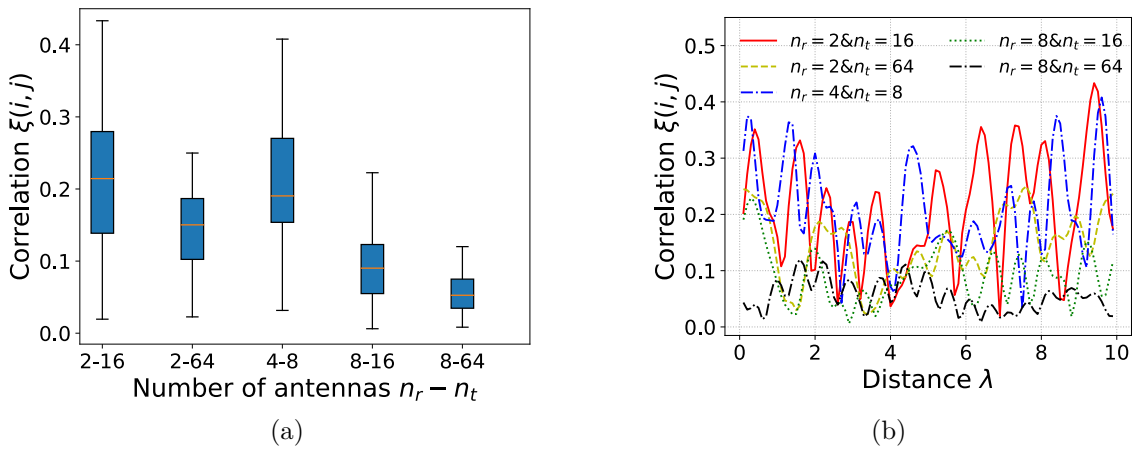 0.4
0.3
0.2
0.1
0.0
Correlation ξ(i, j)
2-16 2-64 4-8 8-16 8-64
Number of antennas n_r − n_t
(a)
0.5
0.4
0.3
0.2
0.1
0.0
Correlation ξ(i, j)
n_r = 2&n_t = 16
n_r = 2&n_t = 64
n_r = 4&n_t = 8
n_r = 8&n_t = 16
n_r = 8&n_t = 64
0 2 4 6 8 10
Distance λ
(b)